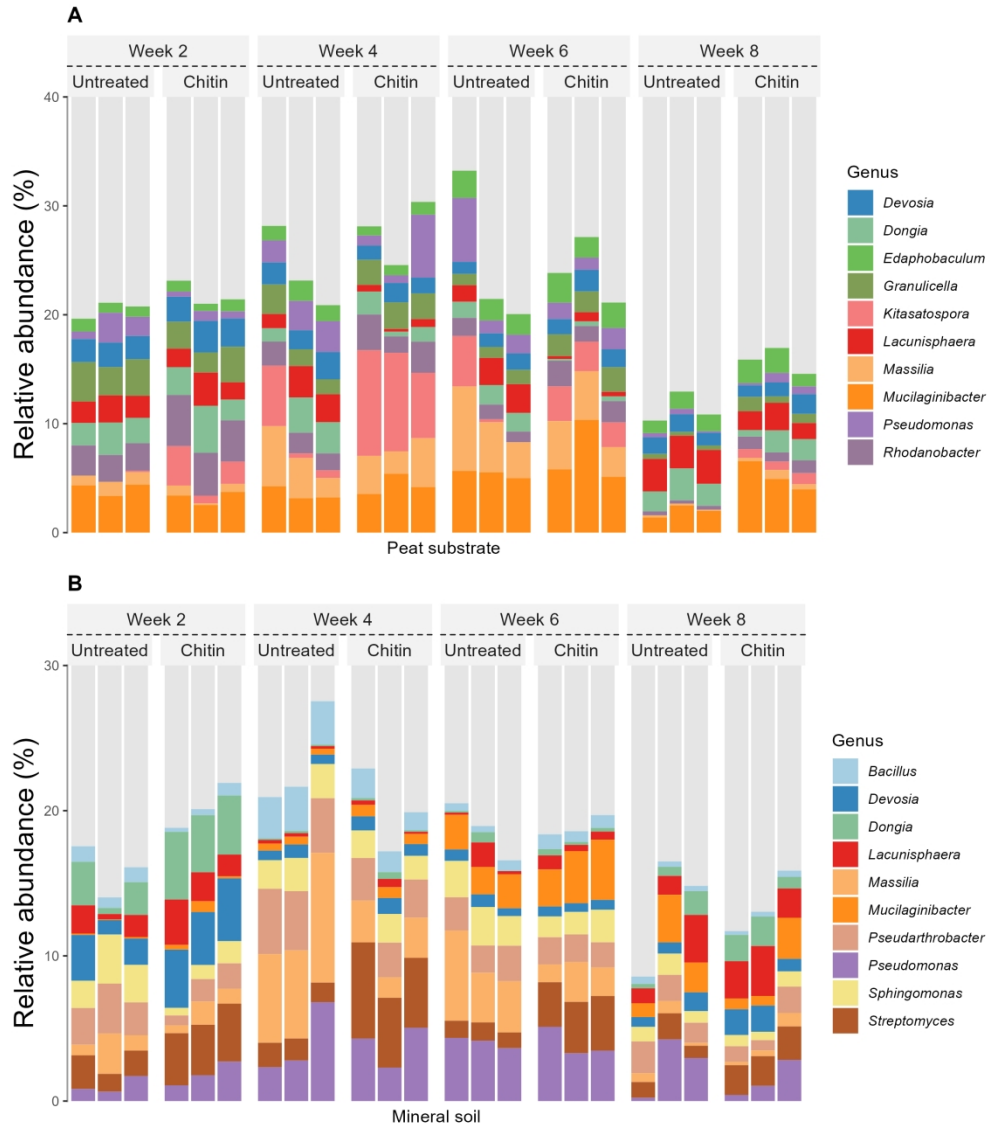 A
Week 2 Week 4 Week 6 Week 8
Untreated Chitin Untreated Chitin Untreated Chitin Untreated Chitin
40
30
20
10
0
Relative abundance (%)
Peat substrate
Genus
Devosia
Dongia
Edaphobaculum
Granulicella
Kitasatospora
Lacunisphaera
Massilia
Mucilaginibacter
Pseudomonas
Rhodanobacter
B
Week 2 Week 4 Week 6 Week 8
Untreated Chitin Untreated Chitin Untreated Chitin Untreated Chitin
30
20
10
0
Relative abundance (%)
Mineral soil
Genus
Bacillus
Devosia
Dongia
Lacunisphaera
Massilia
Mucilaginibacter
Pseudarthrobacter
Pseudomonas
Sphingomonas
Streptomyces